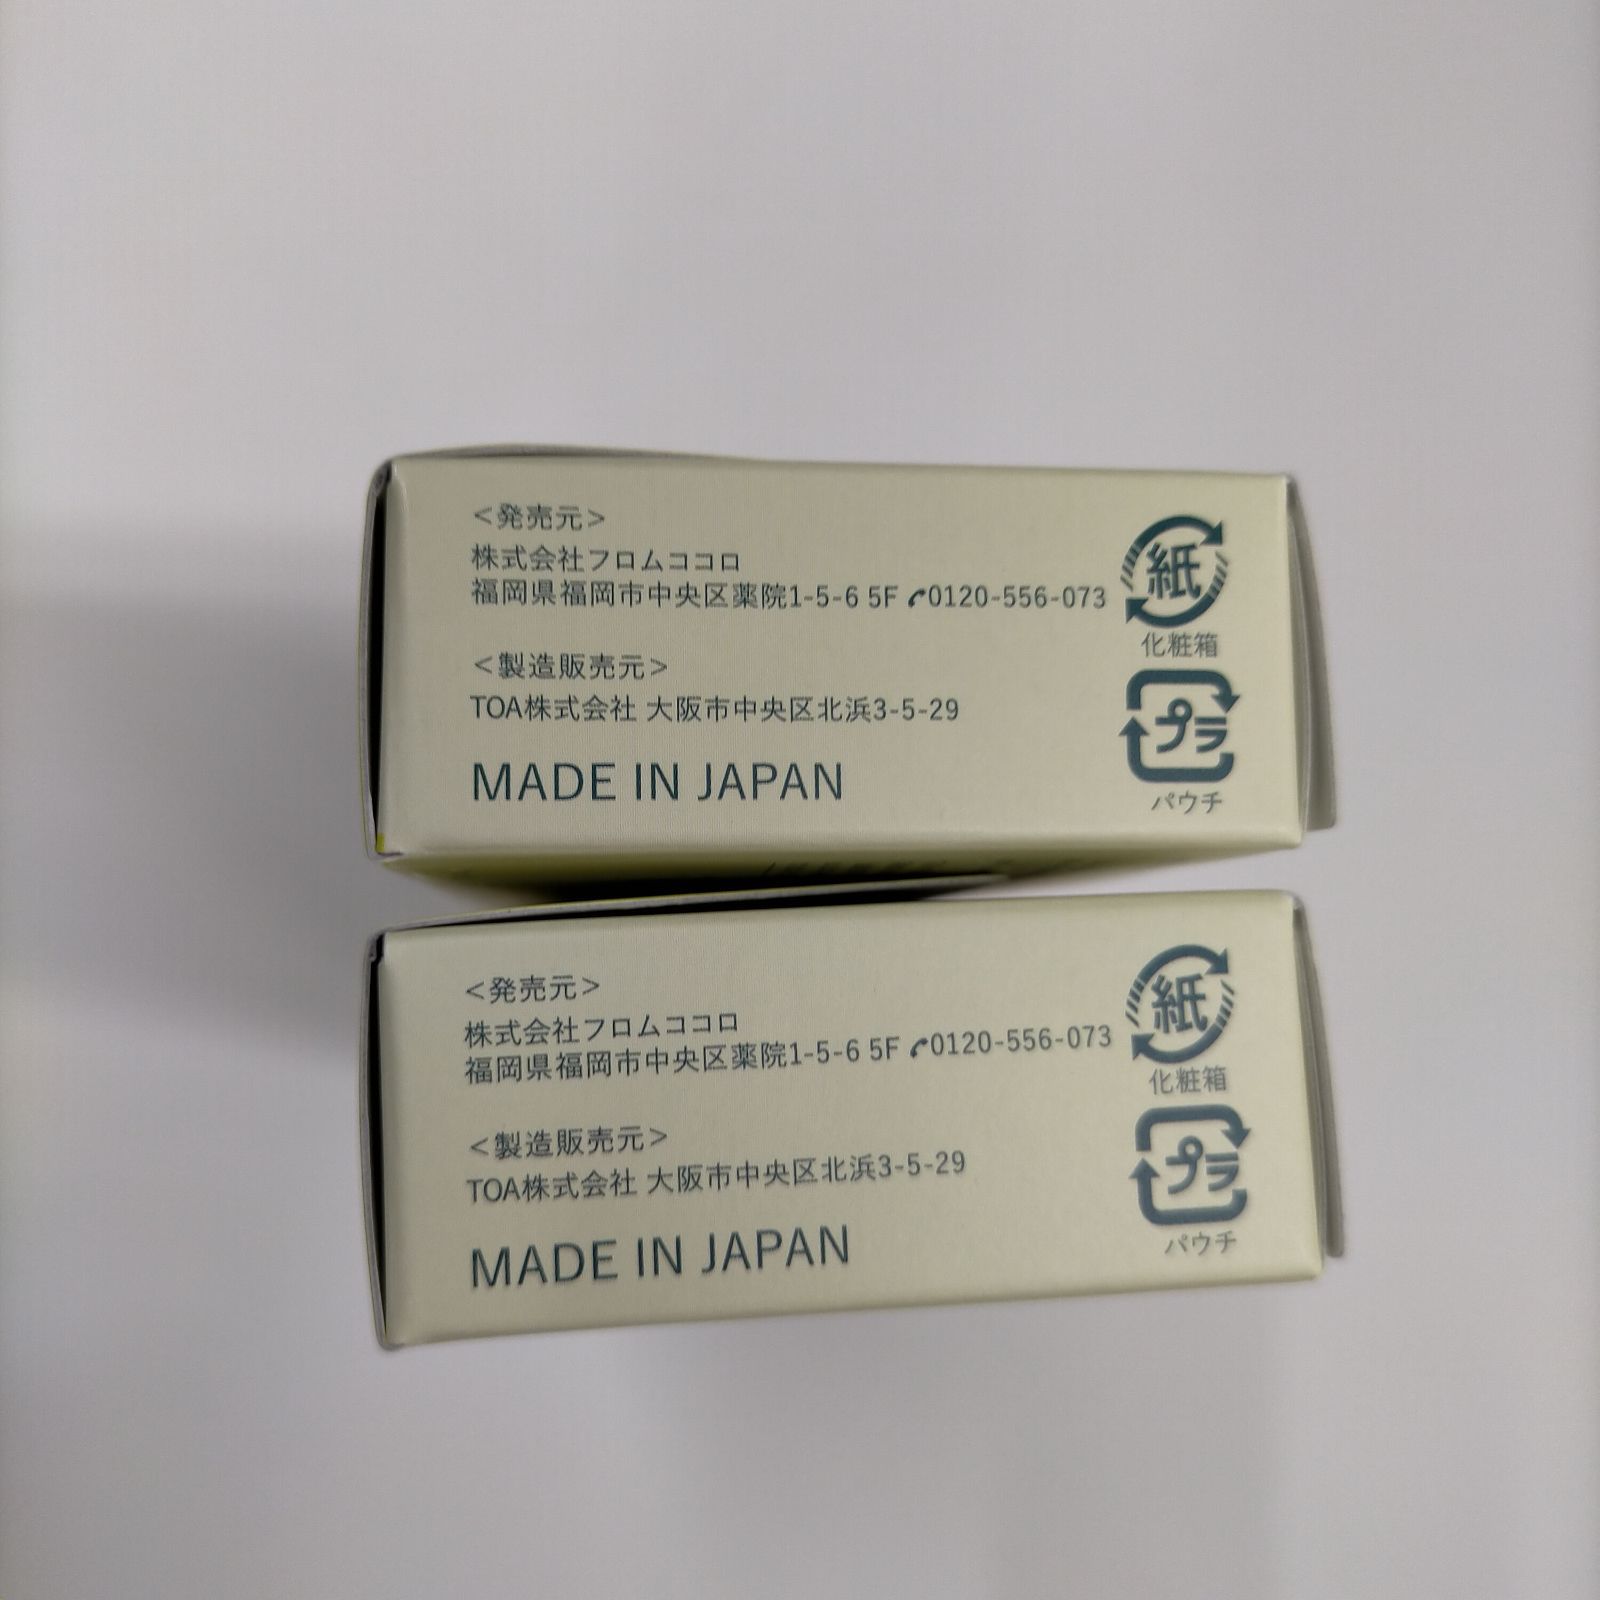 <発売元>
株式会社フロムココロ
福岡県福岡市中央区薬院1-5-6 5F 0120-556-073
<製造販売元>
TOA株式会社 大阪市中央区北浜3-5-29
MADE IN JAPAN
紙
化粧箱
プラ
パウチ
<発売元>
株式会社フロムココロ
福岡県福岡市中央区薬院1-5-6 5F 0120-556-073
<製造販売元>
TOA株式会社 大阪市中央区北浜3-5-29
MADE IN JAPAN
紙
化粧箱
プラ
パウチ